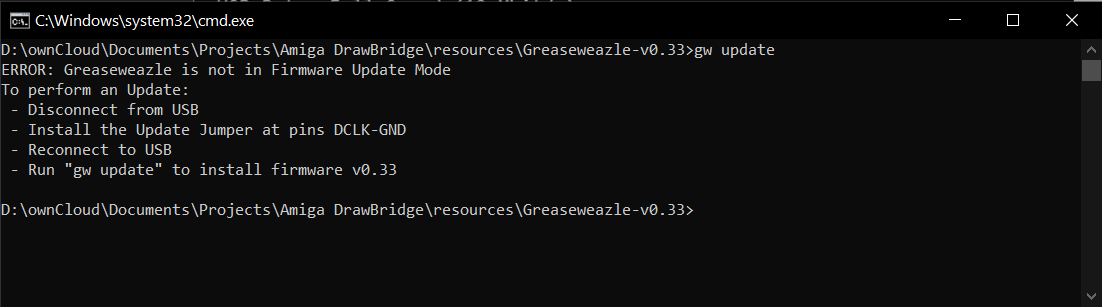 C:\Windows\system32\cmd.exe
D:\ownCloud\Documents\Projects\Amiga DrawBridge\resources\Greaseweazle-v0.33>gw update
ERROR: Greaseweazle is not in Firmware Update Mode
To perform an Update:
- Disconnect from USB
- Install the Update Jumper at pins DCLK-GND
- Reconnect to USB
- Run "gw update" to install firmware v0.33
D:\ownCloud\Documents\Projects\Amiga DrawBridge\resources\Greaseweazle-v0.33>